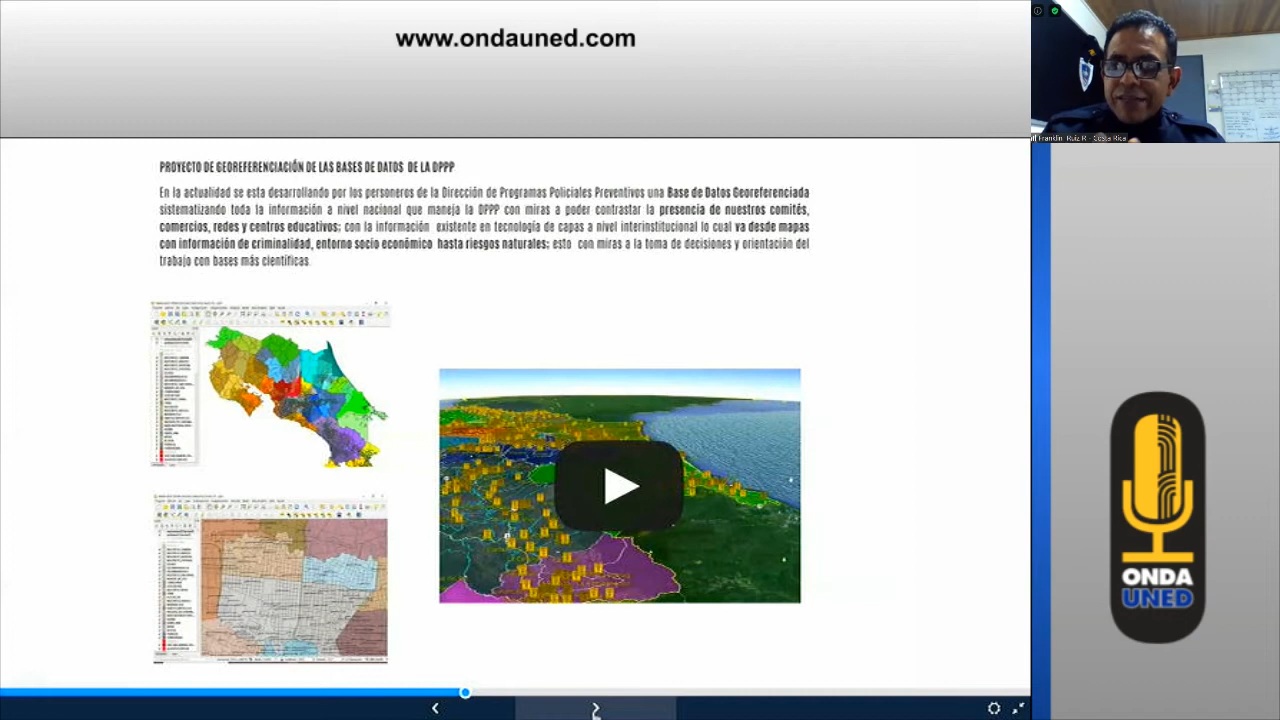 www.ondauned.com
Franklin Ruiz R - Costa Rica
PROYECTO DE GEOREFERENCIACIÓN DE LAS BASES DE DATOS DE LA DPPP
En la actualidad se esta desarrollando por los personeros de la Dirección de Programas Policiales Preventivos una Base de Datos Georeferenciada
sistematizando toda la información a nivel nacional que maneja la DPPP con miras a poder contrastar la presencia de nuestros comités,
comercios, redes y centros educativos; con la información existente en tecnología de capas a nivel interinstitucional lo cual va desde mapas
con información de criminalidad, entorno socio económico hasta riesgos naturales; esto con miras a la toma de decisiones y orientación del
trabajo con bases más científicas.
ONDA
UNED